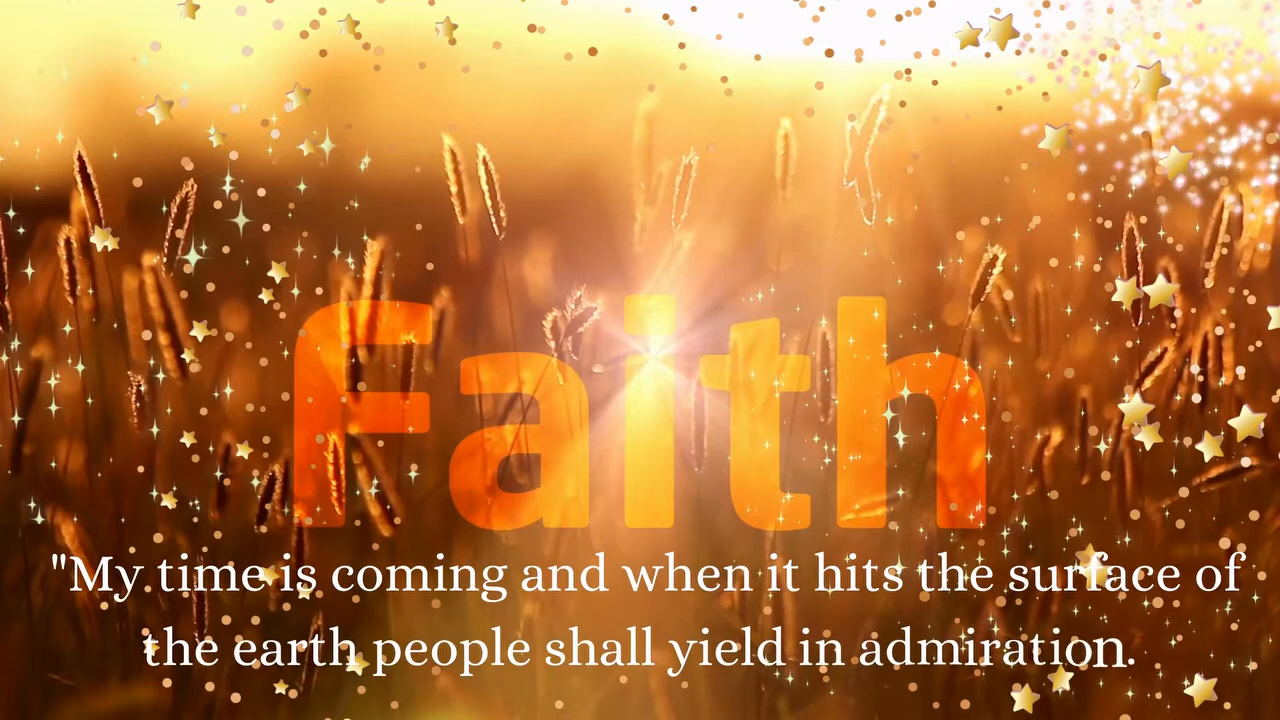 Faith
"My time is coming and when it hits the surface of
the earth people shall yield in admiration.